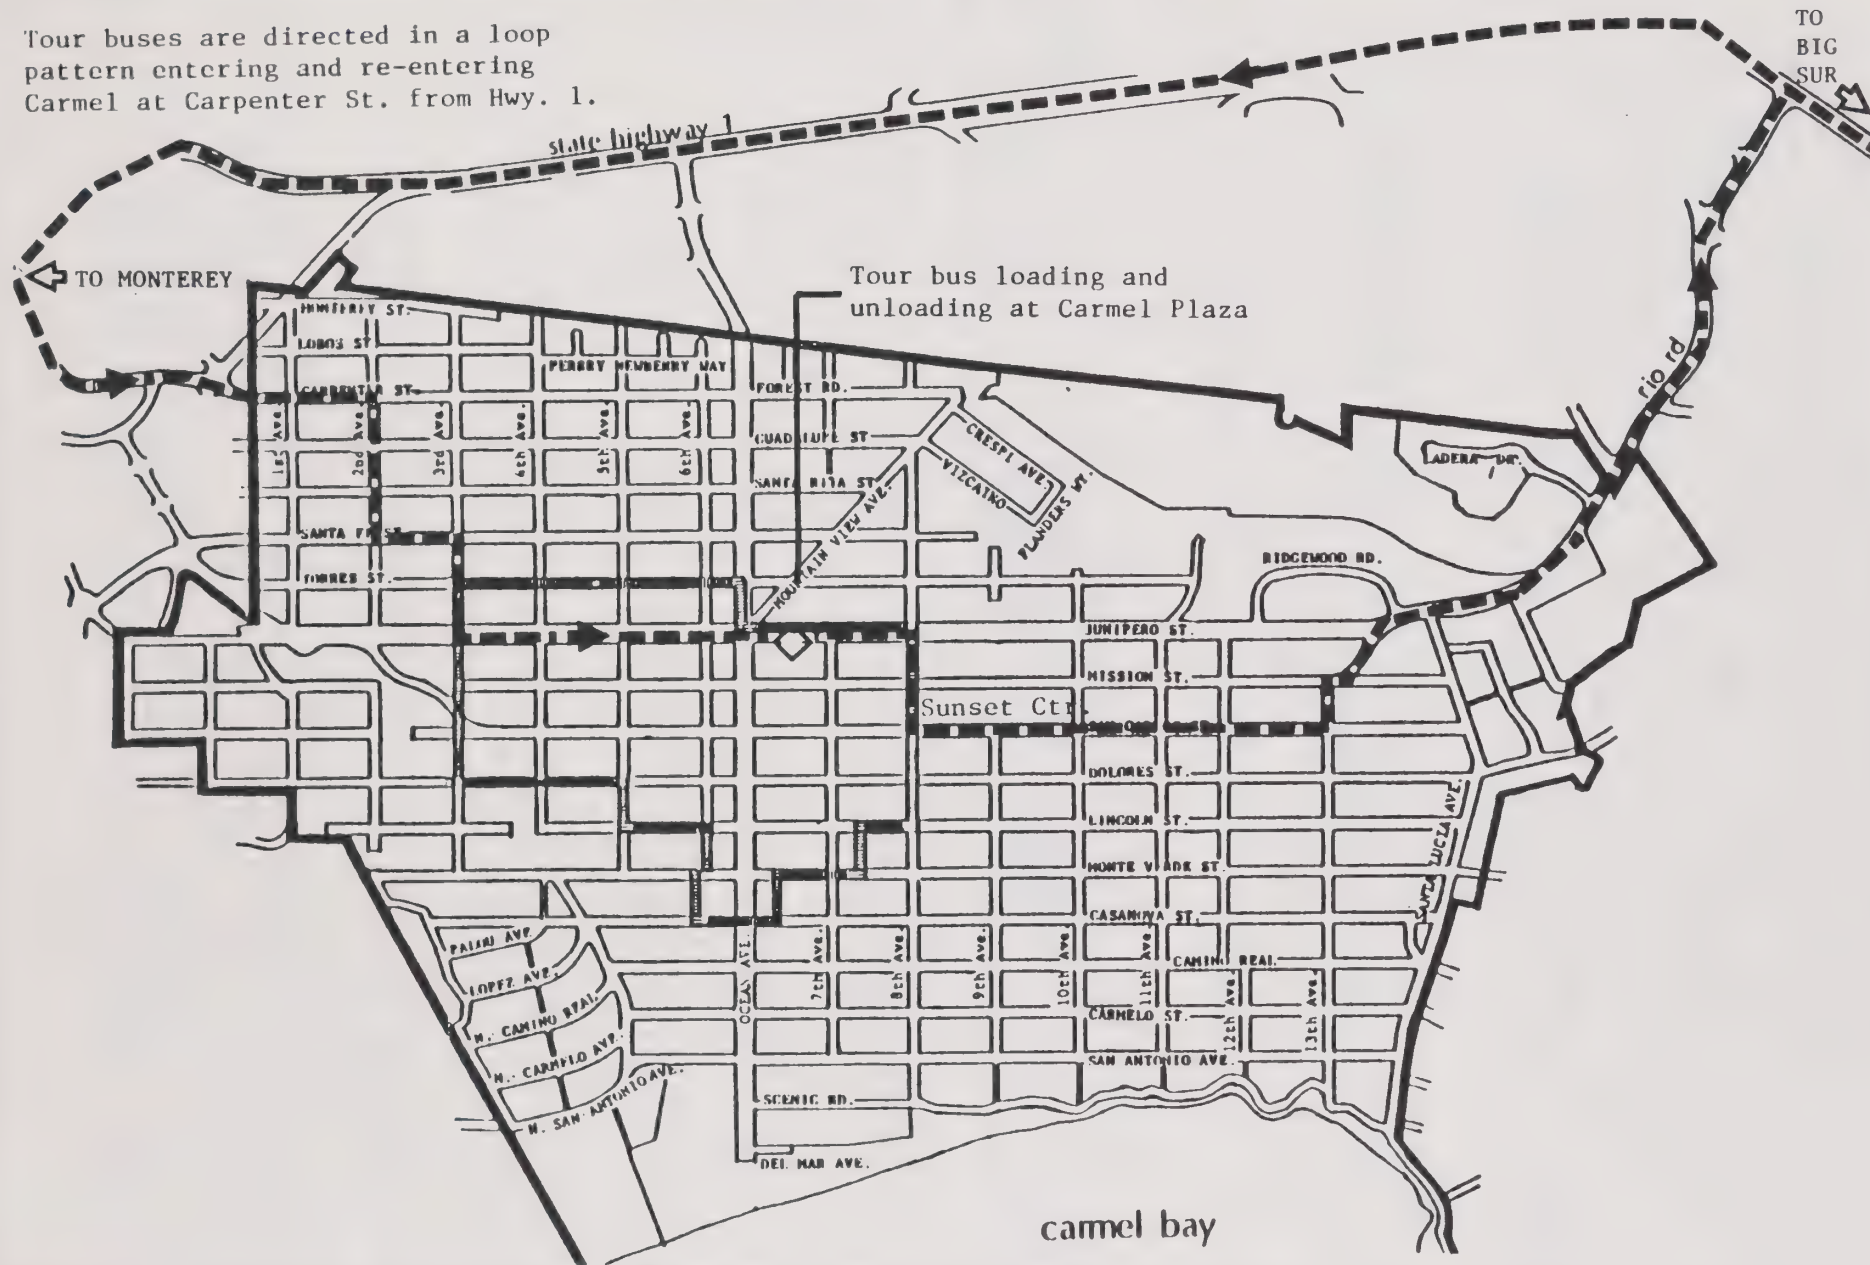 Tour buses are directed in a loop
pattern entering and re-entering
Carmel at Carpenter St. from Hwy. 1.
TO
BIG
SUR
state highway 1
TO MONTEREY
Tour bus loading and
unloading at Carmel Plaza
MONTEREY ST.
LOBOS ST
PERRY NEWBERRY WAY
CARPENTER ST.
FOREST RD.
rio rd
1st Ave.
2nd Ave.
3rd Ave.
4th Ave.
5th Ave.
6th Ave.
GUADALUPE ST
CRESPI AVE.
VIZCAINO
FLANDERS WY.
LADERA DR.
SANTA RITA ST
MOUNTAIN VIEW AVE.
SANTA FE ST
TORRES ST.
RIDGEWOOD RD.
JUNIPERO ST.
MISSION ST.
Sunset Ctr.
DOLORES ST.
LINCOLN ST.
MONTE VERDE ST.
SANTA LUCIA AVE.
CASANOVA ST.
PALOU AVE
LOPEZ AVE.
N. CAMINO REAL
N. CARMELO AVE.
N. SAN ANTONIO AVE.
OCEAN AVE.
7th Ave.
8th Ave.
9th Ave.
10th Ave
11th Ave.
12th Ave.
13th Ave.
CAMINO REAL
CARMELO ST.
SAN ANTONIO AVE.
SCENIC RD.
DEL MAR AVE.
carmel bay